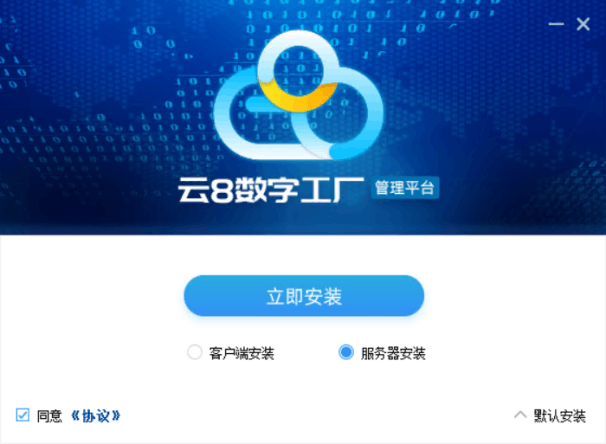 云8数字工厂 管理平台
立即安装
客户端安装 服务器安装
同意 《协议》 默认安装